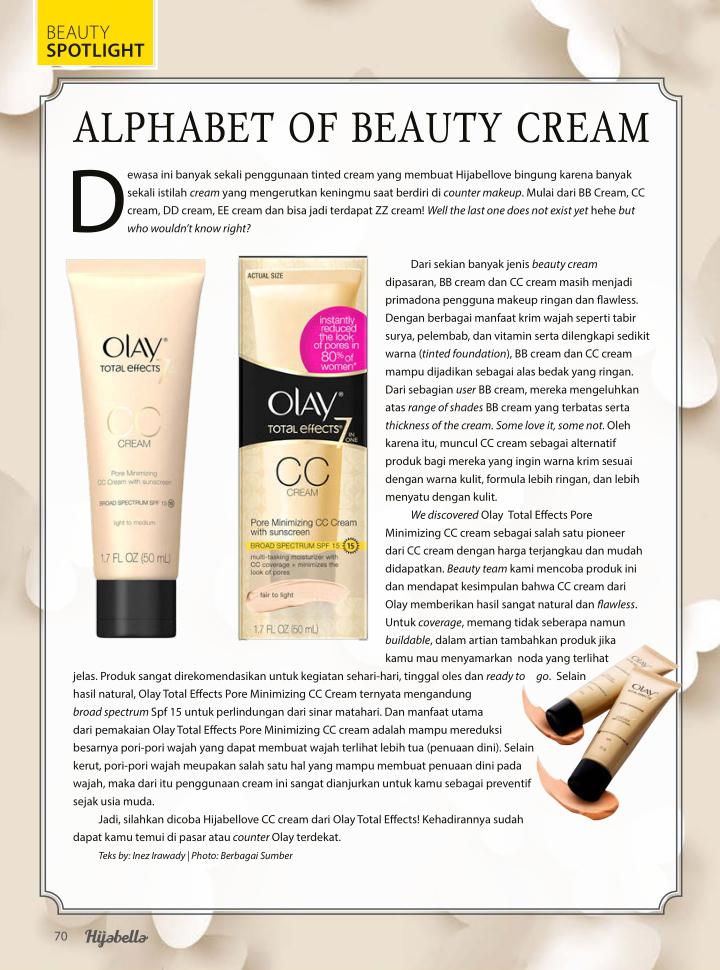 BEAUTY
SPOTLIGHT
ALPHABET OF BEAUTY CREAM
Dewasa ini banyak sekali penggunaan tinted cream yang membuat Hijabellove bingung karena banyak
sekali istilah cream yang mengerutkan keningmu saat berdiri di counter makeup. Mulai dari BB Cream, CC
cream, DD cream, EE cream dan bisa jadi terdapat ZZ cream! Well the last one does not exist yet hehe but
who wouldn't know right?
OLAY®
TOTAL effects
7
CC
CREAM
Pore Minimizing
CC Cream with sunscreen
BROAD SPECTRUM SPF 15 15
light to medium
1.7 FL OZ (50 mL)
ACTUAL SIZE
instantly
reduced
the look
of pores in
80% of
women*
OLAY®
TOTAL effects
7 IN
ONE
CC
CREAM
Pore Minimizing CC Cream
with sunscreen
BROAD SPECTRUM SPF 15 15
multi-tasking moisturizer with
CC coverage + minimizes the
look of pores
fair to light
1.7 FL OZ (50 mL)
Dari sekian banyak jenis beauty cream
dipasaran, BB cream dan CC cream masih menjadi
primadona pengguna makeup ringan dan flawless.
Dengan berbagai manfaat krim wajah seperti tabir
surya, pelembab, dan vitamin serta dilengkapi sedikit
warna (tinted foundation), BB cream dan CC cream
mampu dijadikan sebagai alas bedak yang ringan.
Dari sebagian user BB cream, mereka mengeluhkan
atas range of shades BB cream yang terbatas serta
thickness of the cream. Some love it, some not. Oleh
karena itu, muncul CC cream sebagai alternatif
produk bagi mereka yang ingin warna krim sesuai
dengan warna kulit, formula lebih ringan, dan lebih
menyatu dengan kulit.
We discovered Olay Total Effects Pore
Minimizing CC cream sebagai salah satu pioneer
dari CC cream dengan harga terjangkau dan mudah
didapatkan. Beauty team kami mencoba produk ini
dan mendapat kesimpulan bahwa CC cream dari
Olay memberikan hasil sangat natural dan flawless.
Untuk coverage, memang tidak seberapa namun
buildable, dalam artian tambahkan produk jika
kamu mau menyamarkan noda yang terlihat
jelas. Produk sangat direkomendasikan untuk kegiatan sehari-hari, tinggal oles dan ready to go. Selain
hasil natural, Olay Total Effects Pore Minimizing CC Cream ternyata mengandung
broad spectrum Spf 15 untuk perlindungan dari sinar matahari. Dan manfaat utama
dari pemakaian Olay Total Effects Pore Minimizing CC cream adalah mampu mereduksi
besarnya pori-pori wajah yang dapat membuat wajah terlihat lebih tua (penuaan dini). Selain
kerut, pori-pori wajah meupakan salah satu hal yang mampu membuat penuaan dini pada
wajah, maka dari itu penggunaan cream ini sangat dianjurkan untuk kamu sebagai preventif
sejak usia muda.
Jadi, silahkan dicoba Hijabellove CC cream dari Olay Total Effects! Kehadirannya sudah
dapat kamu temui di pasar atau counter Olay terdekat.
Teks by: Inez Irawady | Photo: Berbagai Sumber
OLAY
OLAY
70 Hijabella